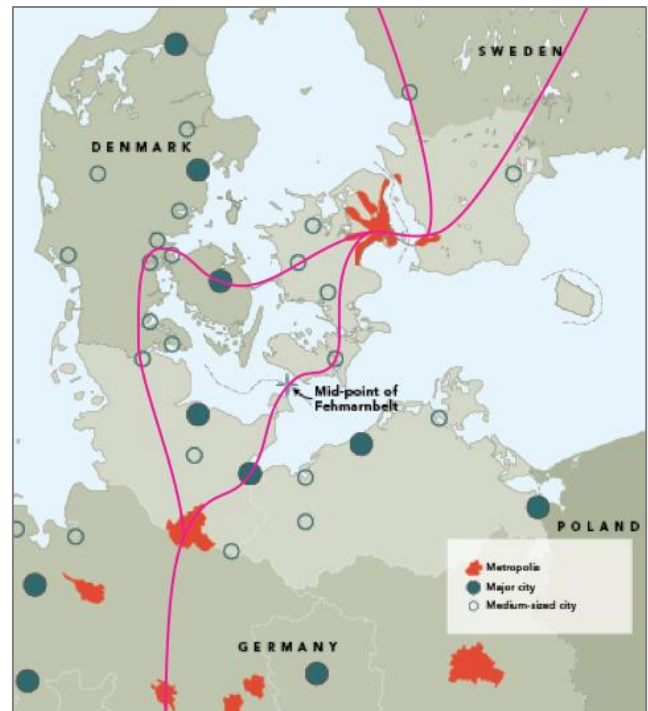 SWEDEN
DENMARK
Mid-point of
Fehmarnbelt
POLAND
Metropolis
Major city
Medium-sized city
GERMANY